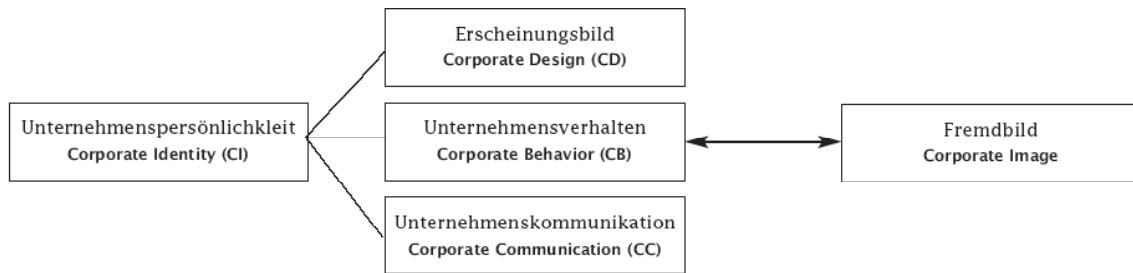 Erscheinungsbild
Corporate Design (CD)
Unternehmenspersönlichkleit
Corporate Identity (CI)
Unternehmensverhalten
Corporate Behavior (CB)
Fremdbild
Corporate Image
Unternehmenskommunikation
Corporate Communication (CC)